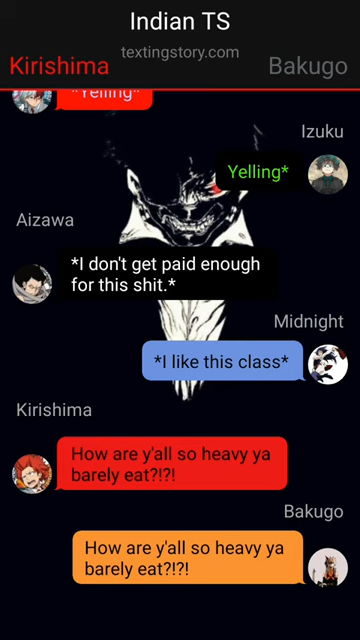 Indian TS
textingstory.com
Kirishima
Bakugo
*Yelling*
Izuku
Yelling*
Aizawa
*I don't get paid enough
for this shit.*
Midnight
*I like this class*
Kirishima
How are y'all so heavy ya
barely eat?!?!
Bakugo
How are y'all so heavy ya
barely eat?!?!